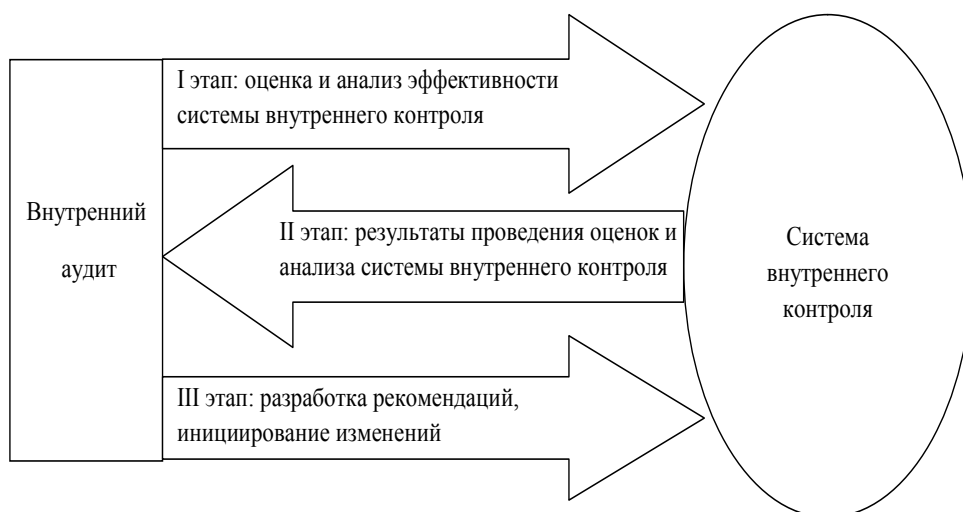 I этап: оценка и анализ эффективности
системы внутреннего контроля
Внутренний
аудит
II этап: результаты проведения оценок и
анализа системы внутреннего контроля
Система
внутреннего
контроля
III этап: разработка рекомендаций,
инициирование изменений